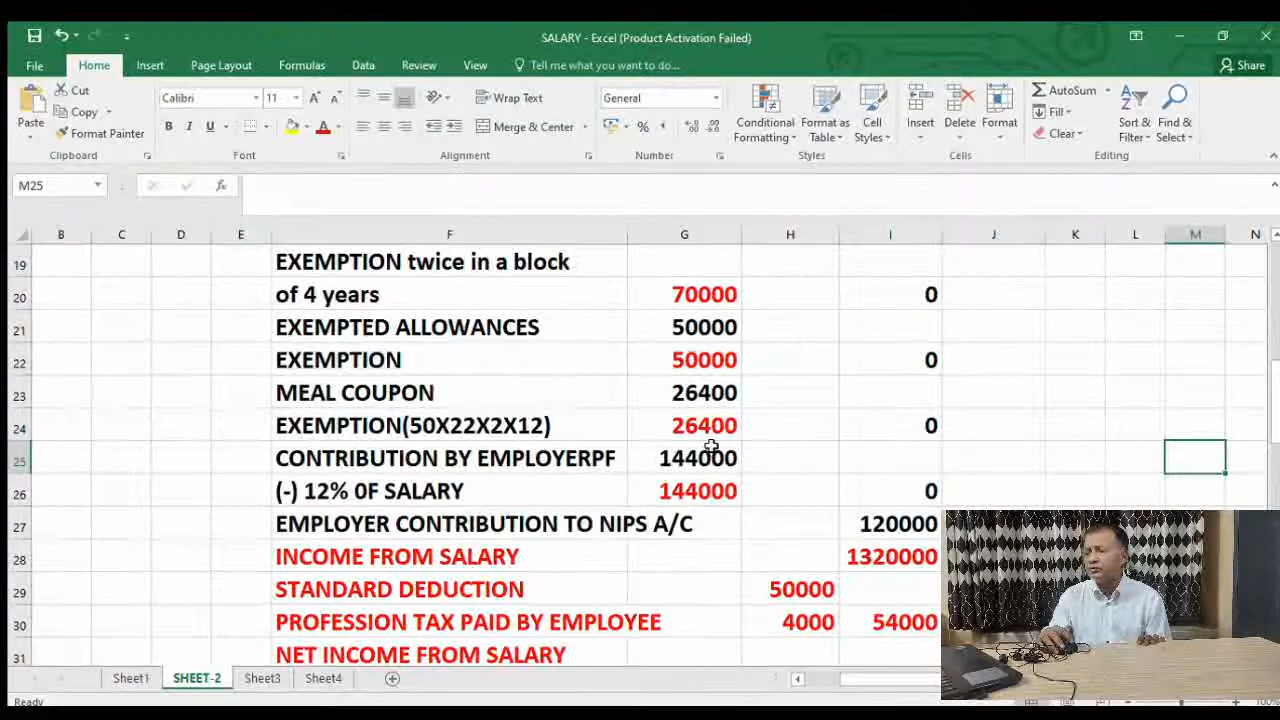 SALARY - Excel (Product Activation Failed)
File Home Insert Page Layout Formulas Data Review View Tell me what you want to do... Share
Paste Cut Copy Format Painter Clipboard
Calibri 11 B I U Font
Wrap Text Merge & Center Alignment
General % Number
Conditional Formatting Format as Table Cell Styles Styles
Insert Delete Format Cells
AutoSum Fill Clear Sort & Filter Find & Select Editing
M25 fx
B C D E F G H I J K L M N
19 EXEMPTION twice in a block
20 of 4 years 70000 0
21 EXEMPTED ALLOWANCES 50000
22 EXEMPTION 50000 0
23 MEAL COUPON 26400
24 EXEMPTION(50X22X2X12) 26400 0
25 CONTRIBUTION BY EMPLOYERPF 144000
26 (-) 12% 0F SALARY 144000 0
27 EMPLOYER CONTRIBUTION TO NIPS A/C 120000
28 INCOME FROM SALARY 1320000
29 STANDARD DEDUCTION 50000
30 PROFESSION TAX PAID BY EMPLOYEE 4000 54000
31 NET INCOME FROM SALARY
Sheet1 SHEET-2 Sheet3 Sheet4
Ready 100%